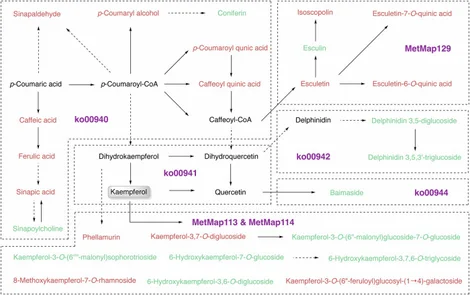 Sinapaldehyde
p-Coumaryl alcohol
Coniferin
Isoscopolin
Esculetin-7-O-quinic acid
p-Coumaroyl qunic acid
Esculin
MetMap129
p-Coumaric acid
p-Coumaroyl-CoA
Caffeoyl quinic acid
Esculetin
Esculetin-6-O-quinic acid
Caffeic acid
ko00940
Caffeoyl-CoA
Delphinidin
Delphinidin 3,5-diglucoside
Ferulic acid
Dihydrokaempferol
Dihydroquercetin
ko00942
Delphinidin 3,5,3'-triglucoside
ko00941
Sinapic acid
Kaempferol
Quercetin
Baimaside
ko00944
Sinapoylcholine
MetMap113 & MetMap114
Phellamurin
Kaempferol-3,7-O-diglucoside
Kaempferol-3-O-(6"-malonyl)glucoside-7-O-glucoside
Kaempferol-3-O-(6""-malonyl)sophorotrioside
6-Hydroxykaempferol-7-O-glucoside
6-Hydroxykaempferol-3,7,6-O-triglycoside
8-Methoxykaempferol-7-O-rhamnoside
6-Hydroxykaempferol-3,6-O-diglucoside
Kaempferol-3-O-(6"-feruloyl)glucosyl-(1→4)-galactoside